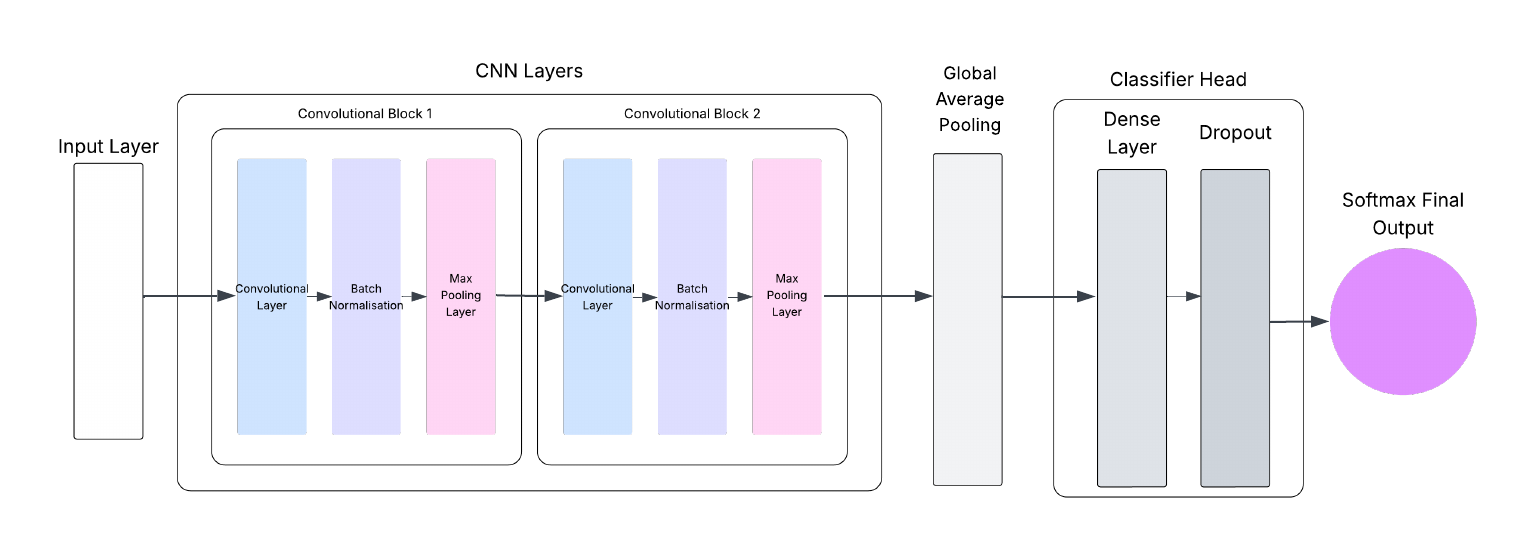 CNN Layers
Convolutional Block 1
Convolutional Block 2
Input Layer
Convolutional
Layer
Batch
Normalisation
Max
Pooling
Layer
Convolutional
Layer
Batch
Normalisation
Max
Pooling
Layer
Global
Average
Pooling
Classifier Head
Dense
Layer
Dropout
Softmax Final
Output